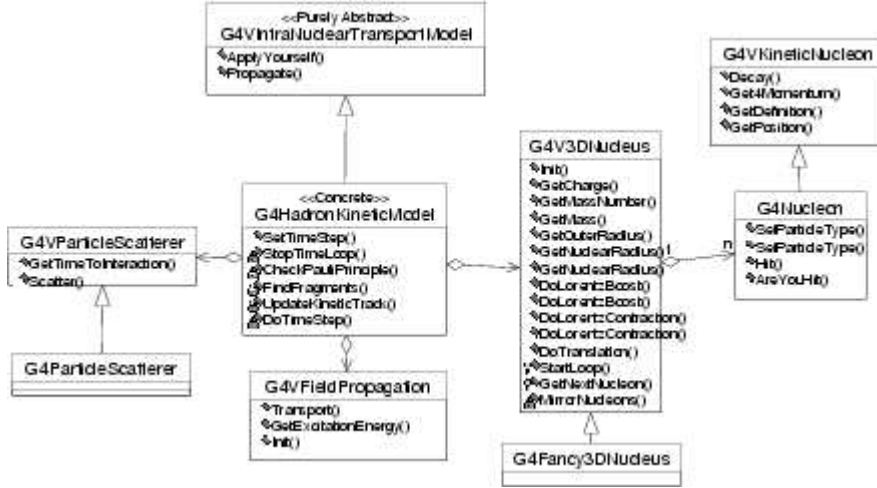 <<Purely Abstract>>
G4VIntraNuclearTransportModel
ApplyYourself()
Propagate()
G4VKineticNucleon
Decay()
Get4Momentum()
GetDefinition()
GetPosition()
G4V3DNucleus
Init()
GetCharge()
GetMassNumber()
GetMass()
GetOuterRadius()
GetNuclearRadius()
GetNuclearRadius()
DoLorentzBoost()
DoLorentzBoost()
DoLorentzContraction()
DoLorentzContraction()
DoTranslation()
StartLoop()
GetNextNucleon()
MirrorNucleons()
1
n
G4Nucleon
SetParticleType()
SetParticleType()
Hit()
AreYouHit()
<<Concrete>>
G4HadronKineticModel
SetTimeStep()
StopTimeLoop()
CheckPauliPrinciple()
FindFragments()
UpdateKineticTrack()
DoTimeStep()
G4VParticleScatterer
GetTimeToInteraction()
Scatter()
G4ParticleScatterer
G4VFieldPropagation
Transport()
GetExcitationEnergy()
Init()
G4Fancy3DNucleus